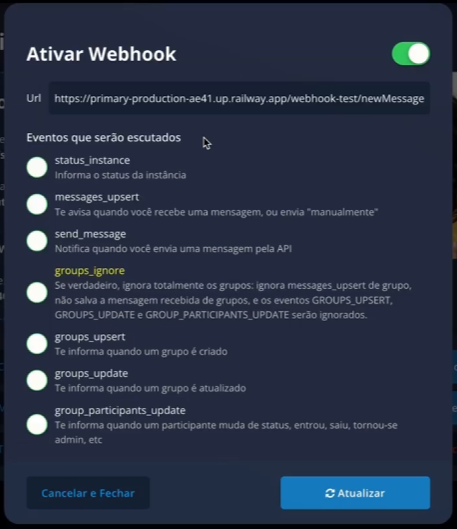 Ativar Webhook
Url https://primary-production-ae41.up.railway.app/webhook-test/newMessage
Eventos que serão escutados
status_instance
Informa o status da instância
messages_upsert
Te avisa quando você recebe uma mensagem, ou envia "manualmente"
send_message
Notifica quando você envia uma mensagem pela API
groups_ignore
Se verdadeiro, ignora totalmente os grupos: ignora messages_upsert de grupo,
não salva a mensagem recebida de grupos, e os eventos GROUPS_UPSERT,
GROUPS_UPDATE e GROUP_PARTICIPANTS_UPDATE serão ignorados.
groups_upsert
Te informa quando um grupo é criado
groups_update
Te informa quando um grupo é atualizado
group_participants_update
Te informa quando um participante muda de status, entrou, saiu, tornou-se
admin, etc
Cancelar e Fechar
Atualizar